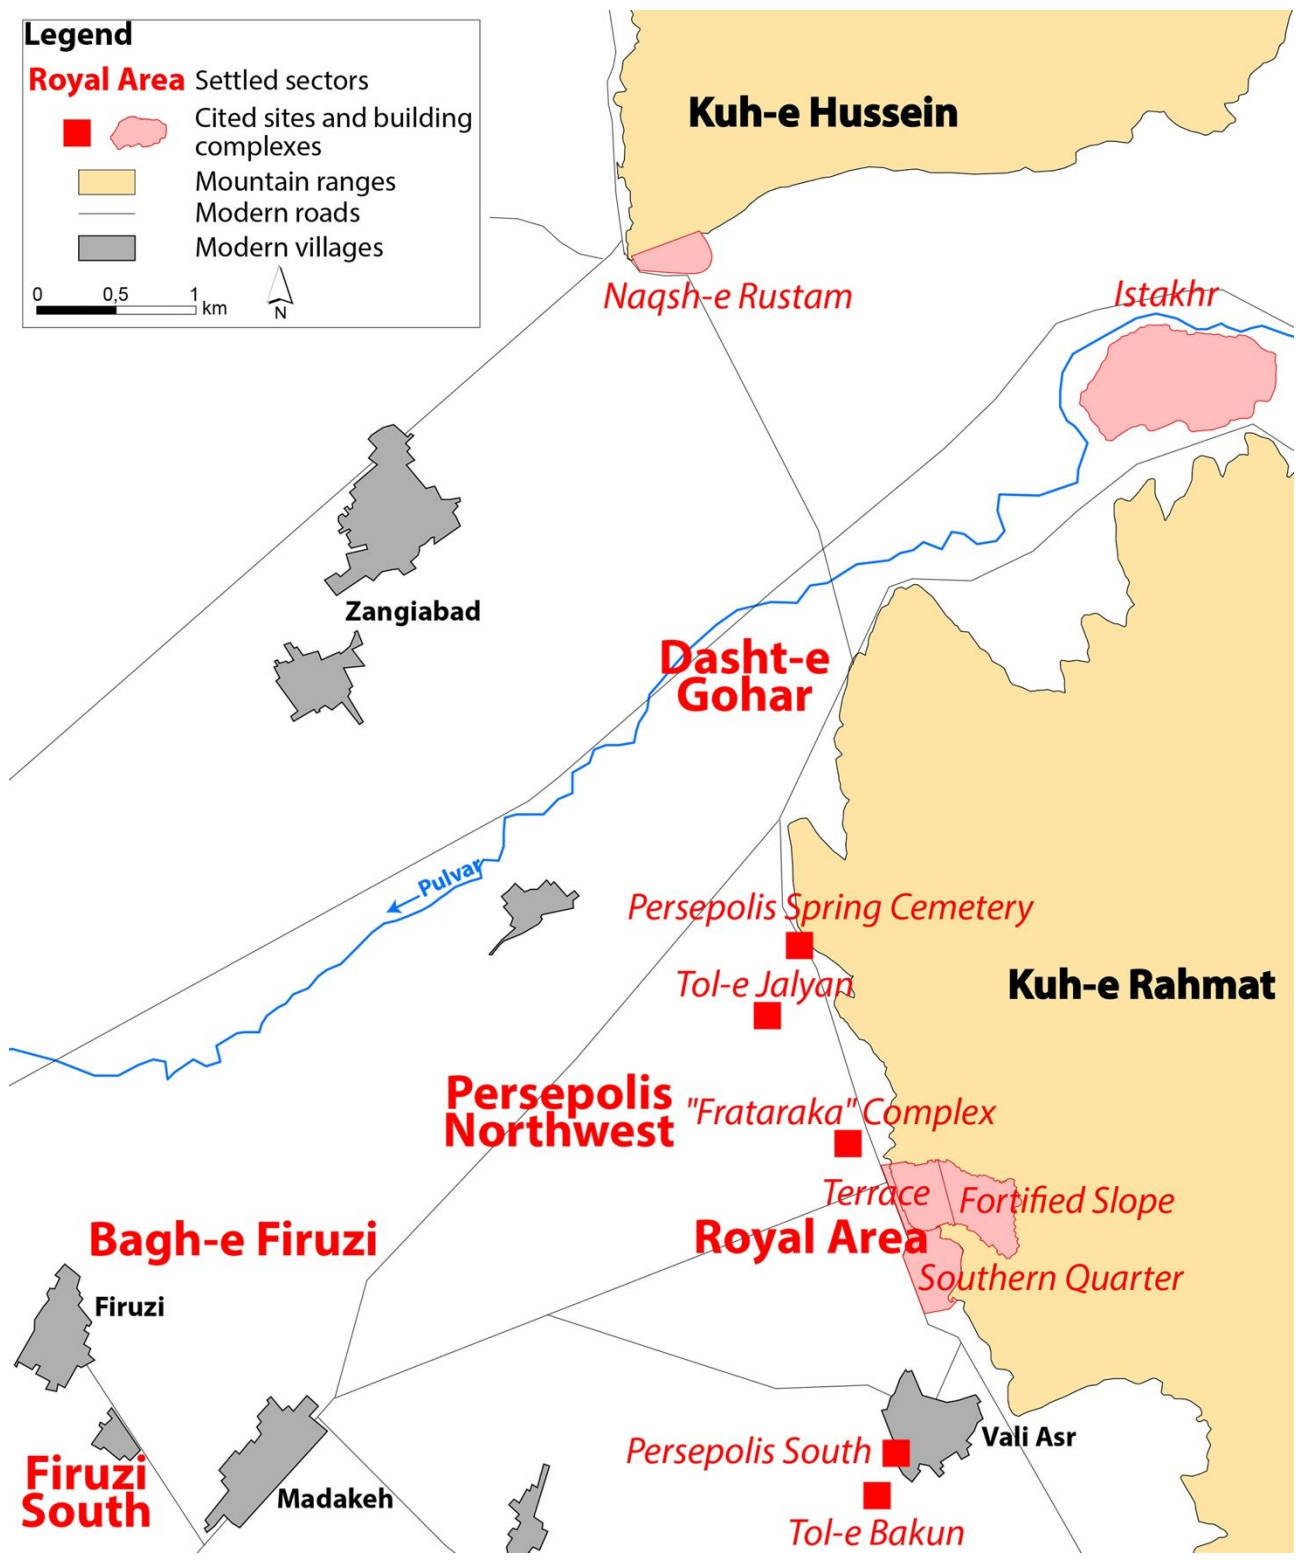 Legend
Royal Area Settled sectors
Cited sites and building
complexes
Mountain ranges
Modern roads
Modern villages
0 0,5 1 km
N
Kuh-e Hussein
Naqsh-e Rustam
Istakhr
Zangiabad
Dasht-e
Gohar
Pulvar
Persepolis Spring Cemetery
Tol-e Jalyan
Kuh-e Rahmat
Persepolis
Northwest
"Frataraka" Complex
Terrace
Fortified Slope
Royal Area
Bagh-e Firuzi
Southern Quarter
Firuzi
Vali Asr
Persepolis South
Firuzi
South
Madakeh
Tol-e Bakun